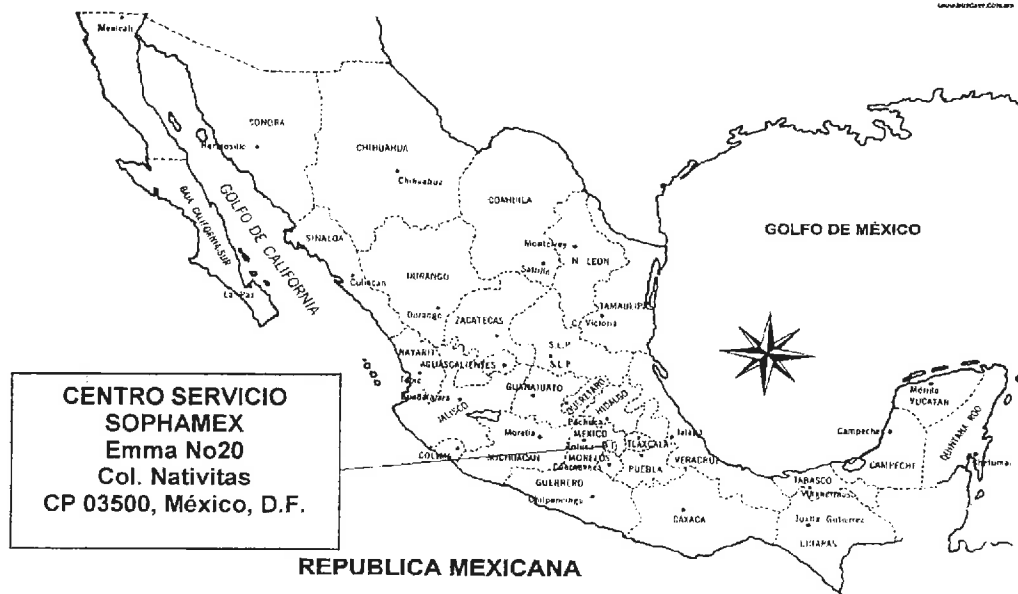 Mexicali
SONORA
Hermosillo
CHIHUAHUA
Chihuahua
COAHUILA
BAJA CALIFORNIA SUR
GOLFO DE CALIFORNIA
SINALOA
GOLFO DE MÉXICO
Monterrey
N. LEON
Saltillo
DURANGO
Culiacan
La Paz
Durango
ZACATECAS
TAMAULIPAS
C. Victoria
S.L.P.
S.L.P.
NAYARIT
AGUASCALIENTES
Tepic
GUANAJUATO
QUERETARO
HIDALGO
Guadalajara
JALISCO
Pachuca
Morelia
MEXICO
Toluca
D.F.
TLAXCALA
Jalapa
COLIMA
MICHOACAN
MORELOS
Cuernavaca
PUEBLA
VERACRUZ
GUERRERO
Chilpancingo
OAXACA
Mérida
YUCATAN
QUINTANA ROO
Campeche
CAMPECHE
Chetumal
TABASCO
Villahermosa
Tuxtla Gutierrez
CHIAPAS
CENTRO SERVICIO
SOPHAMEX
Emma No20
Col. Nativitas
CP 03500, México, D.F.
REPUBLICA MEXICANA